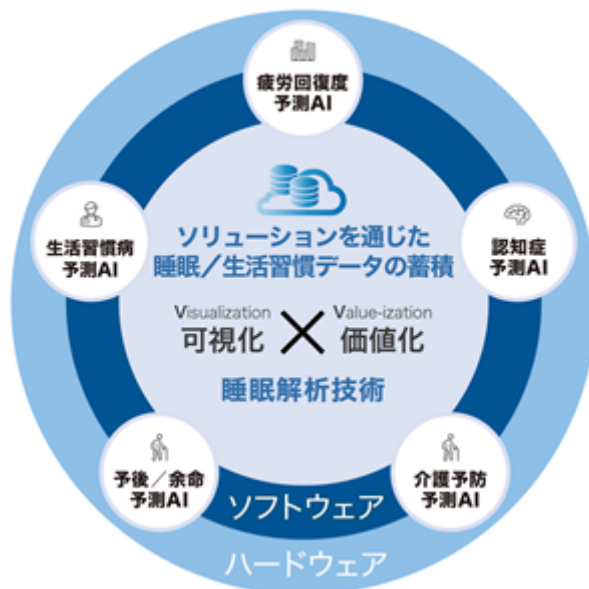 疲労回復度
予測AI
生活習慣病
予測AI
認知症
予測AI
ソリューションを通じた
睡眠／生活習慣データの蓄積
Visualization
可視化
×
Value-ization
価値化
睡眠解析技術
予後／余命
予測AI
介護予防
予測AI
ソフトウェア
ハードウェア